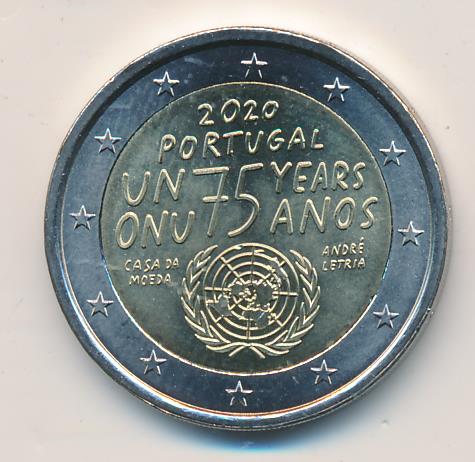 2020
PORTUGAL
UN 75 YEARS
ONU ANOS
CASA DA
MOEDA
ANDRÉ
LETRIA